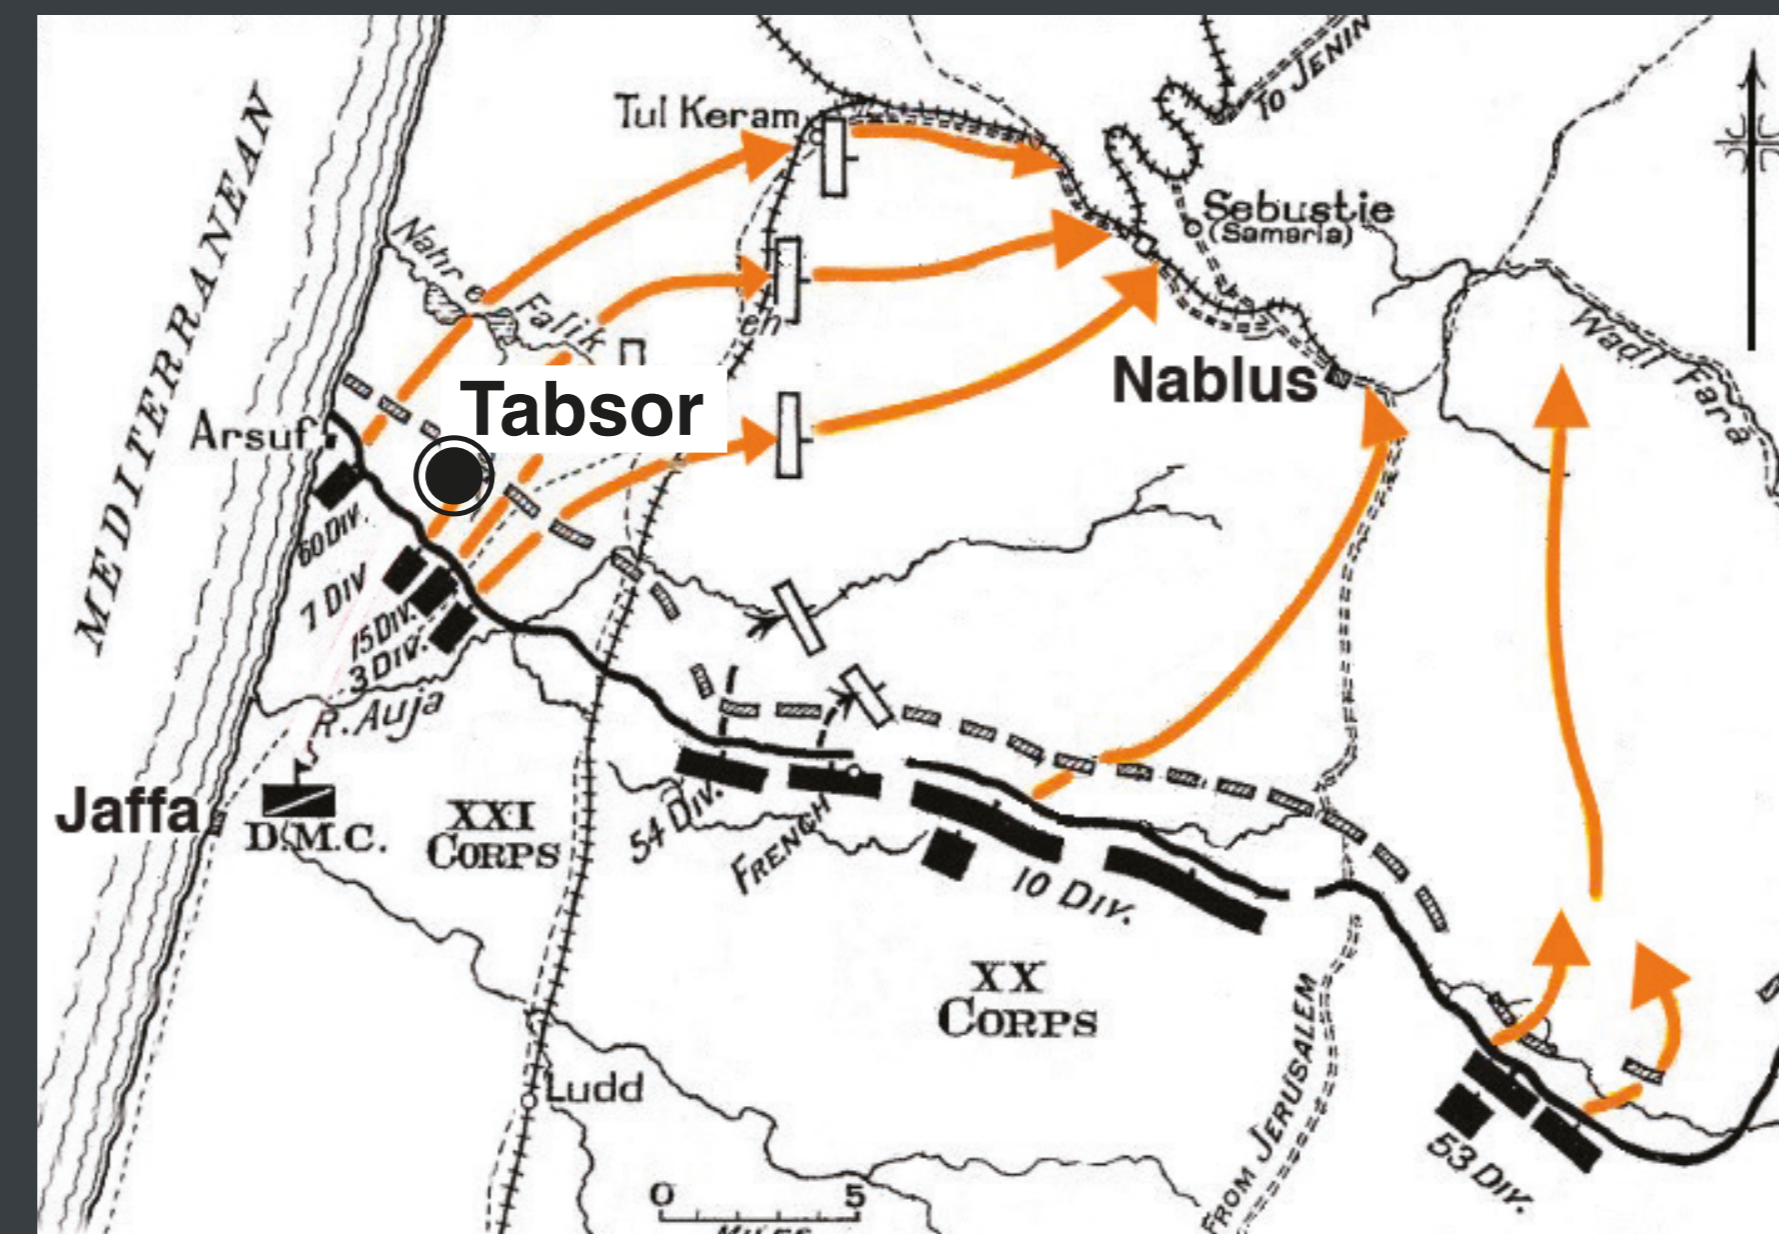 TO JENIN
Tul Keram
MEDITERRANEAN
Sebustie
(Samaria)
Nahr e
Falik
eh
Wadi Fara
Nablus
Tabsor
Arsuf
60 DIV.
7 DIV
15 DIV.
3 DIV.
R. Auja
Jaffa
D.M.C.
XXI
CORPS
54 DIV.
FRENCH
10 DIV.
XX
CORPS
FROM JERUSALEM
Ludd
53 DIV.
0 5
MILES